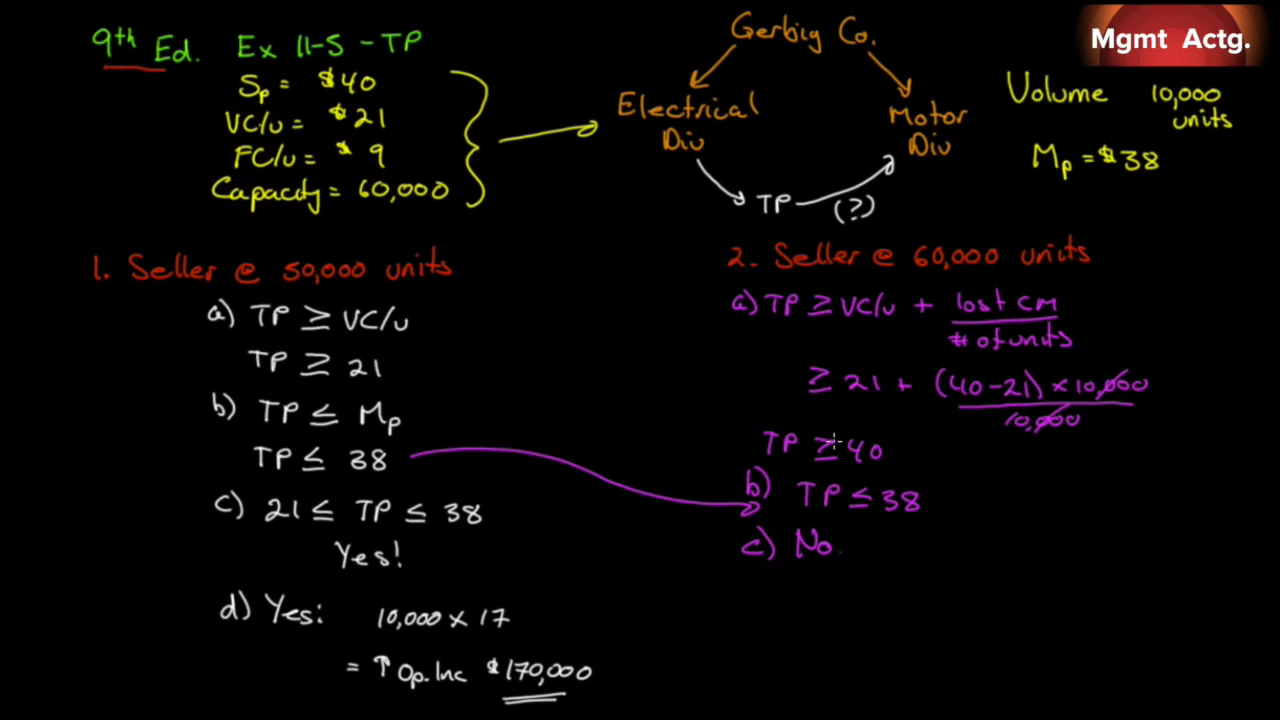 9th Ed. Ex 11-5 - TP
Sp = $40
VC/u = $21
FC/u = $9
Capacity = 60,000
Gerbig Co.
Electrical Div
Motor Div
TP
(?)
Mgmt Actg.
Volume 10,000 units
Mp = $38
1. Seller @ 50,000 units
a) TP ≥ VC/u
TP ≥ 21
b) TP ≤ Mp
TP ≤ 38
c) 21 ≤ TP ≤ 38
Yes!
d) Yes: 10,000 x 17
= ↑ Op. Inc $170,000
2. Seller @ 60,000 units
a) TP ≥ VC/u + lost CM / # of units
≥ 21 + (40-21) x 10,000 / 10,000
TP ≥ 40
b) TP ≤ 38
c) No.